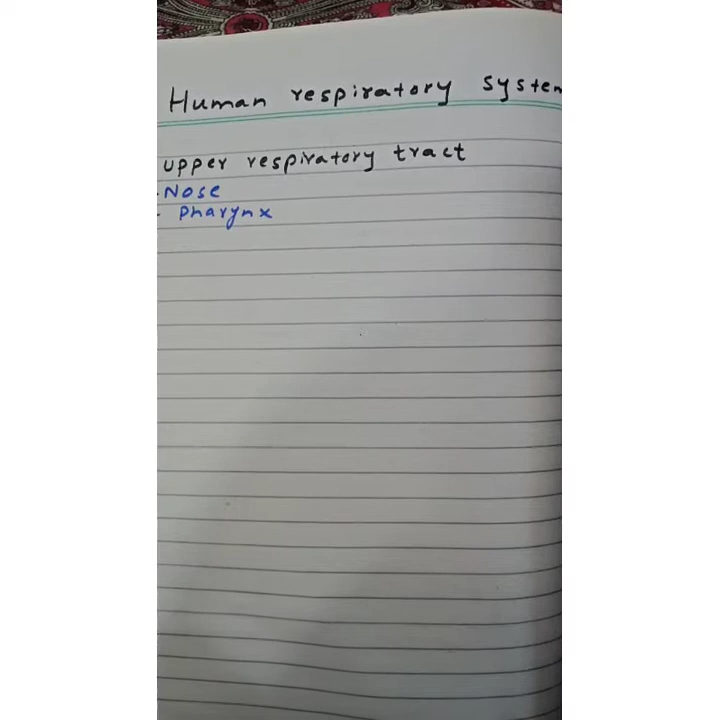 Human respiratory system
upper respiratory tract
· Nose
· Pharynx